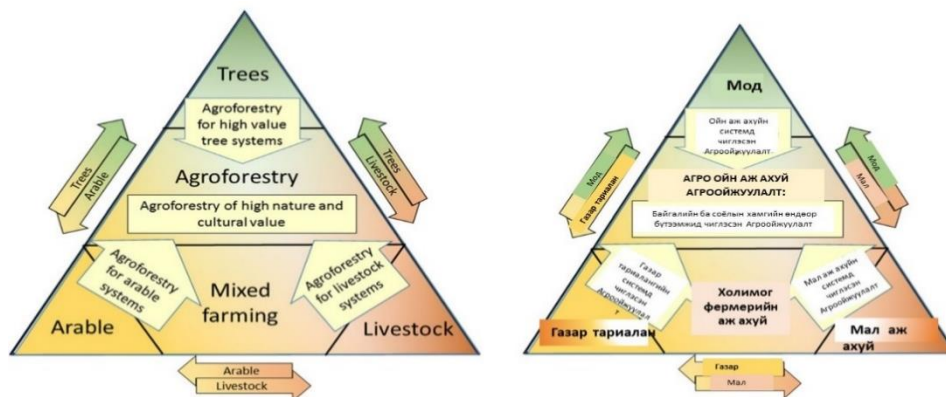 Trees
Agroforestry
for high value
tree systems
Trees
Arable
Trees
Livestock
Agroforestry
Agroforestry of high nature and
cultural value
Agroforestry
for arable
systems
Agroforestry
for livestock
systems
Mixed
farming
Arable
Livestock
Arable
Livestock
Мод
Ойн аж ахуйн
системд
чиглэсэн
Агроойжуулалт
Мод
Газар тариалан
Мод
Мал
АГРО ОЙН АЖ АХУЙ
АГРООЙЖУУЛАЛТ:
Байгалийн ба соёлын хамгийн өндөөр
бүтээмжид чиглэсэн Агроойжуулалт
Газар
тариалангийн
системд
чиглэсэн
Агроойжуулал
Мал аж ахуйн
системд
чиглэсэн
Агроойжуулалт
Холимог
фермерийн
аж ахуй
Газар тариалан
Мал аж
ахуй
Газар
Мал